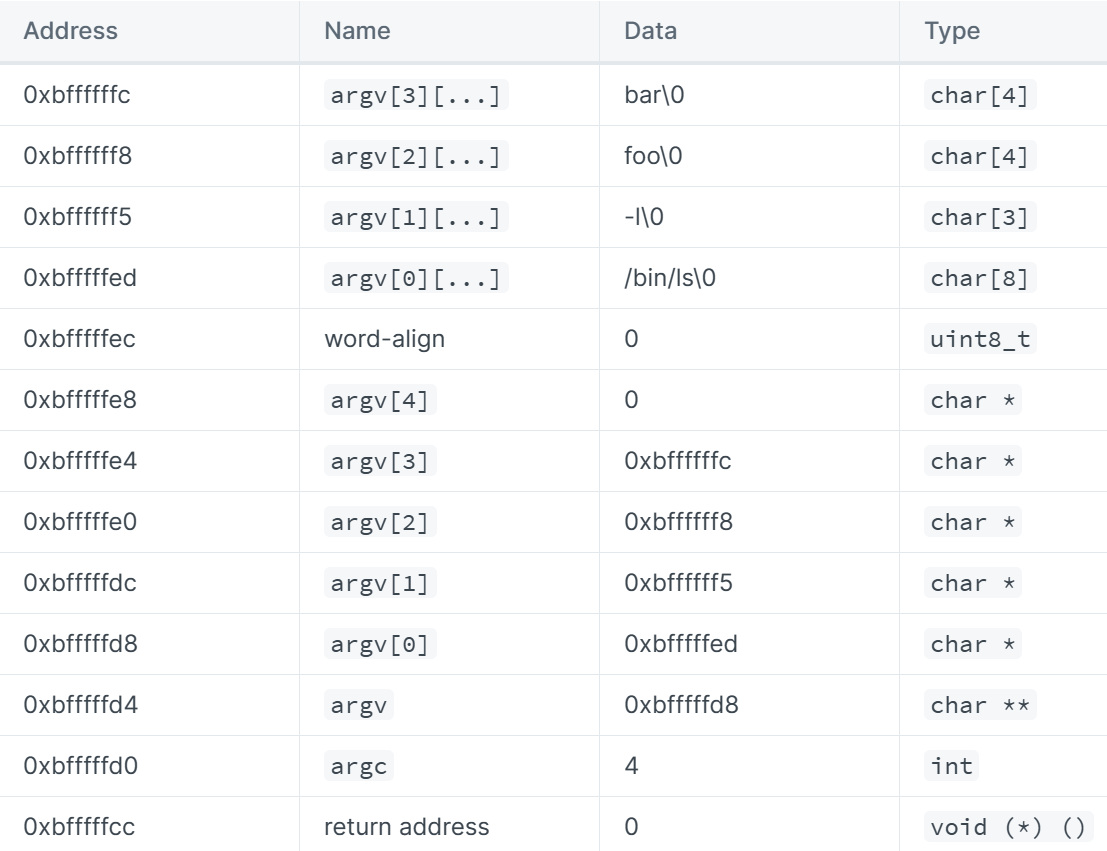 Address Name Data Type
0xbffffffc argv[3][...] bar\0 char[4]
0xbffffff8 argv[2][...] foo\0 char[4]
0xbffffff5 argv[1][...] -l\0 char[3]
0xbfffffed argv[0][...] /bin/ls\0 char[8]
0xbfffffec word-align 0 uint8_t
0xbfffffe8 argv[4] 0 char *
0xbfffffe4 argv[3] 0xbffffffc char *
0xbfffffe0 argv[2] 0xbffffff8 char *
0xbfffffdc argv[1] 0xbffffff5 char *
0xbfffffd8 argv[0] 0xbfffffed char *
0xbfffffd4 argv 0xbfffffd8 char **
0xbfffffd0 argc 4 int
0xbfffffcc return address 0 void (*) ()